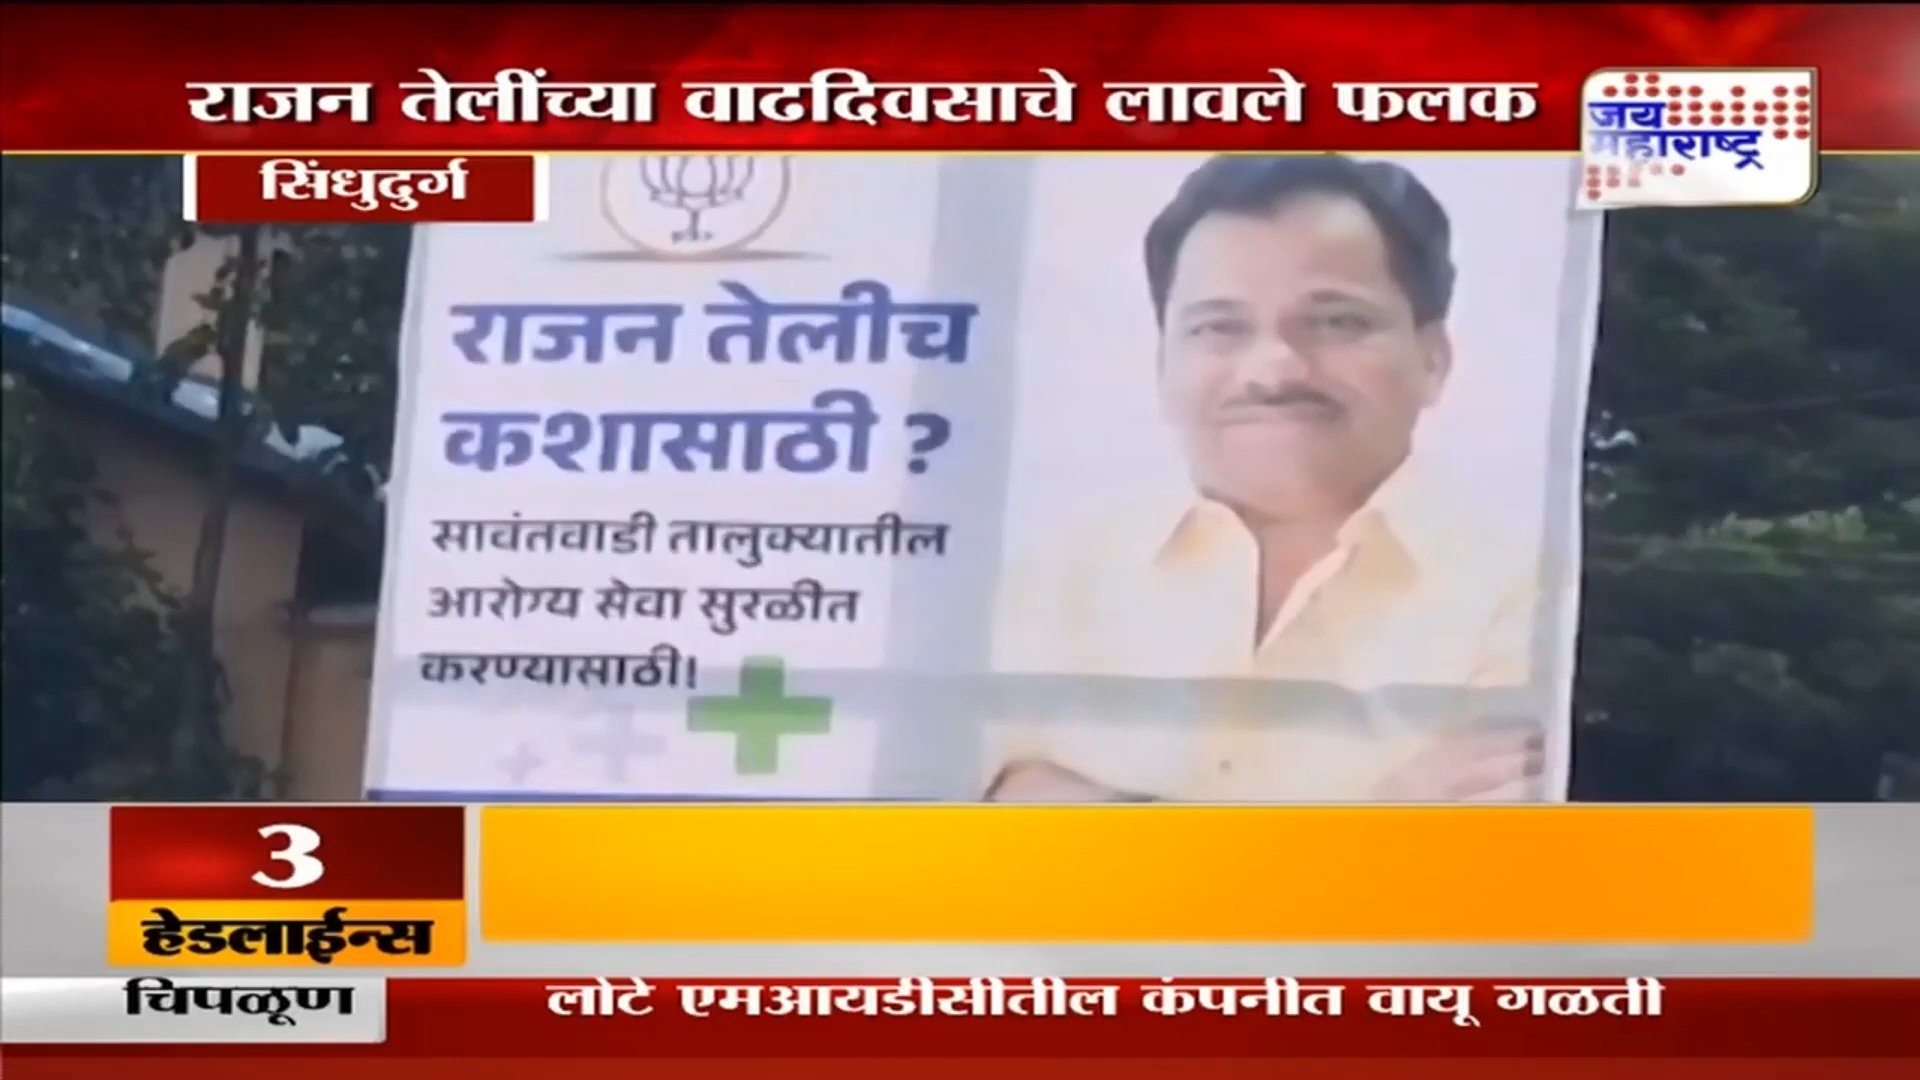 राजन तेलींच्या वाढदिवसाचे लावले फलक
जय
महाराष्ट्र
सिंधुदुर्ग
राजन तेलीच
कशासाठी ?
सावंतवाडी तालुक्यातील
आरोग्य सेवा सुरळीत
करण्यासाठी!
3
हेडलाईन्स
चिपळूण
लोटे एमआयडीसीतील कंपनीत वायू गळती